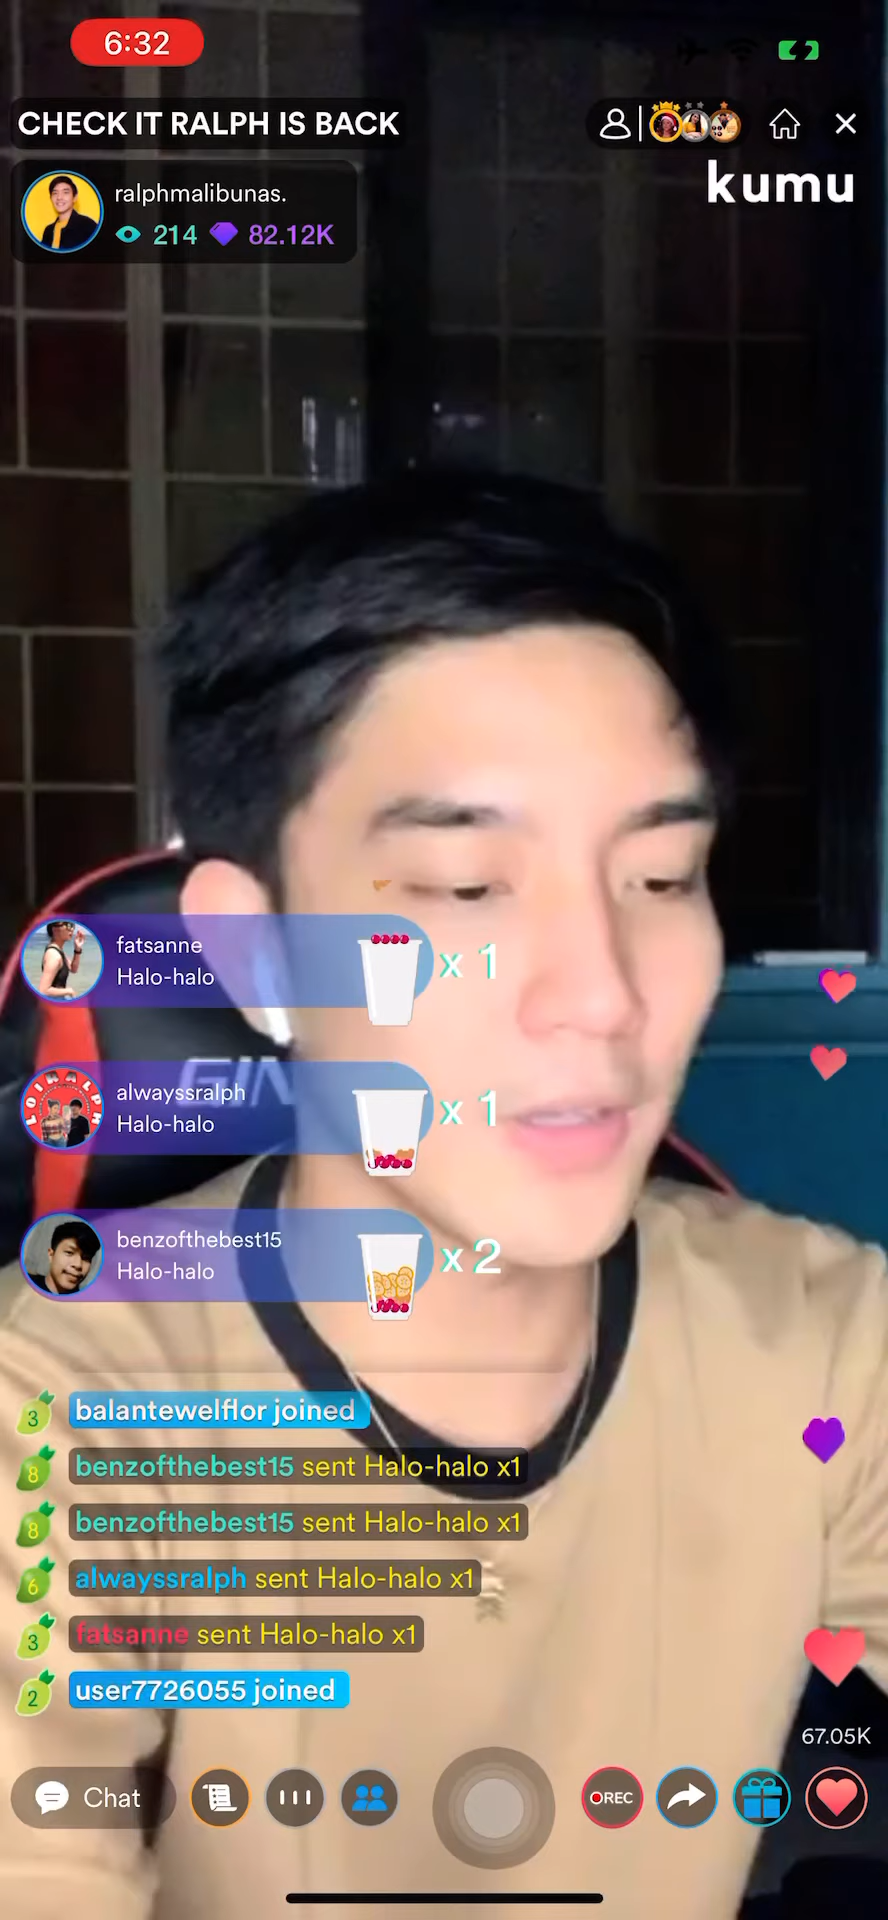 6:32
CHECK IT RALPH IS BACK
kumu
ralphmalibunas.
214 82.12K
fatsanne
Halo-halo
x 1
alwayssralph
Halo-halo
x 1
benzofthebest15
Halo-halo
x 2
3 balantewelflor joined
8 benzofthebest15 sent Halo-halo x1
8 benzofthebest15 sent Halo-halo x1
6 alwayssralph sent Halo-halo x1
3 fatsanne sent Halo-halo x1
2 user7726055 joined
67.05K
Chat
REC